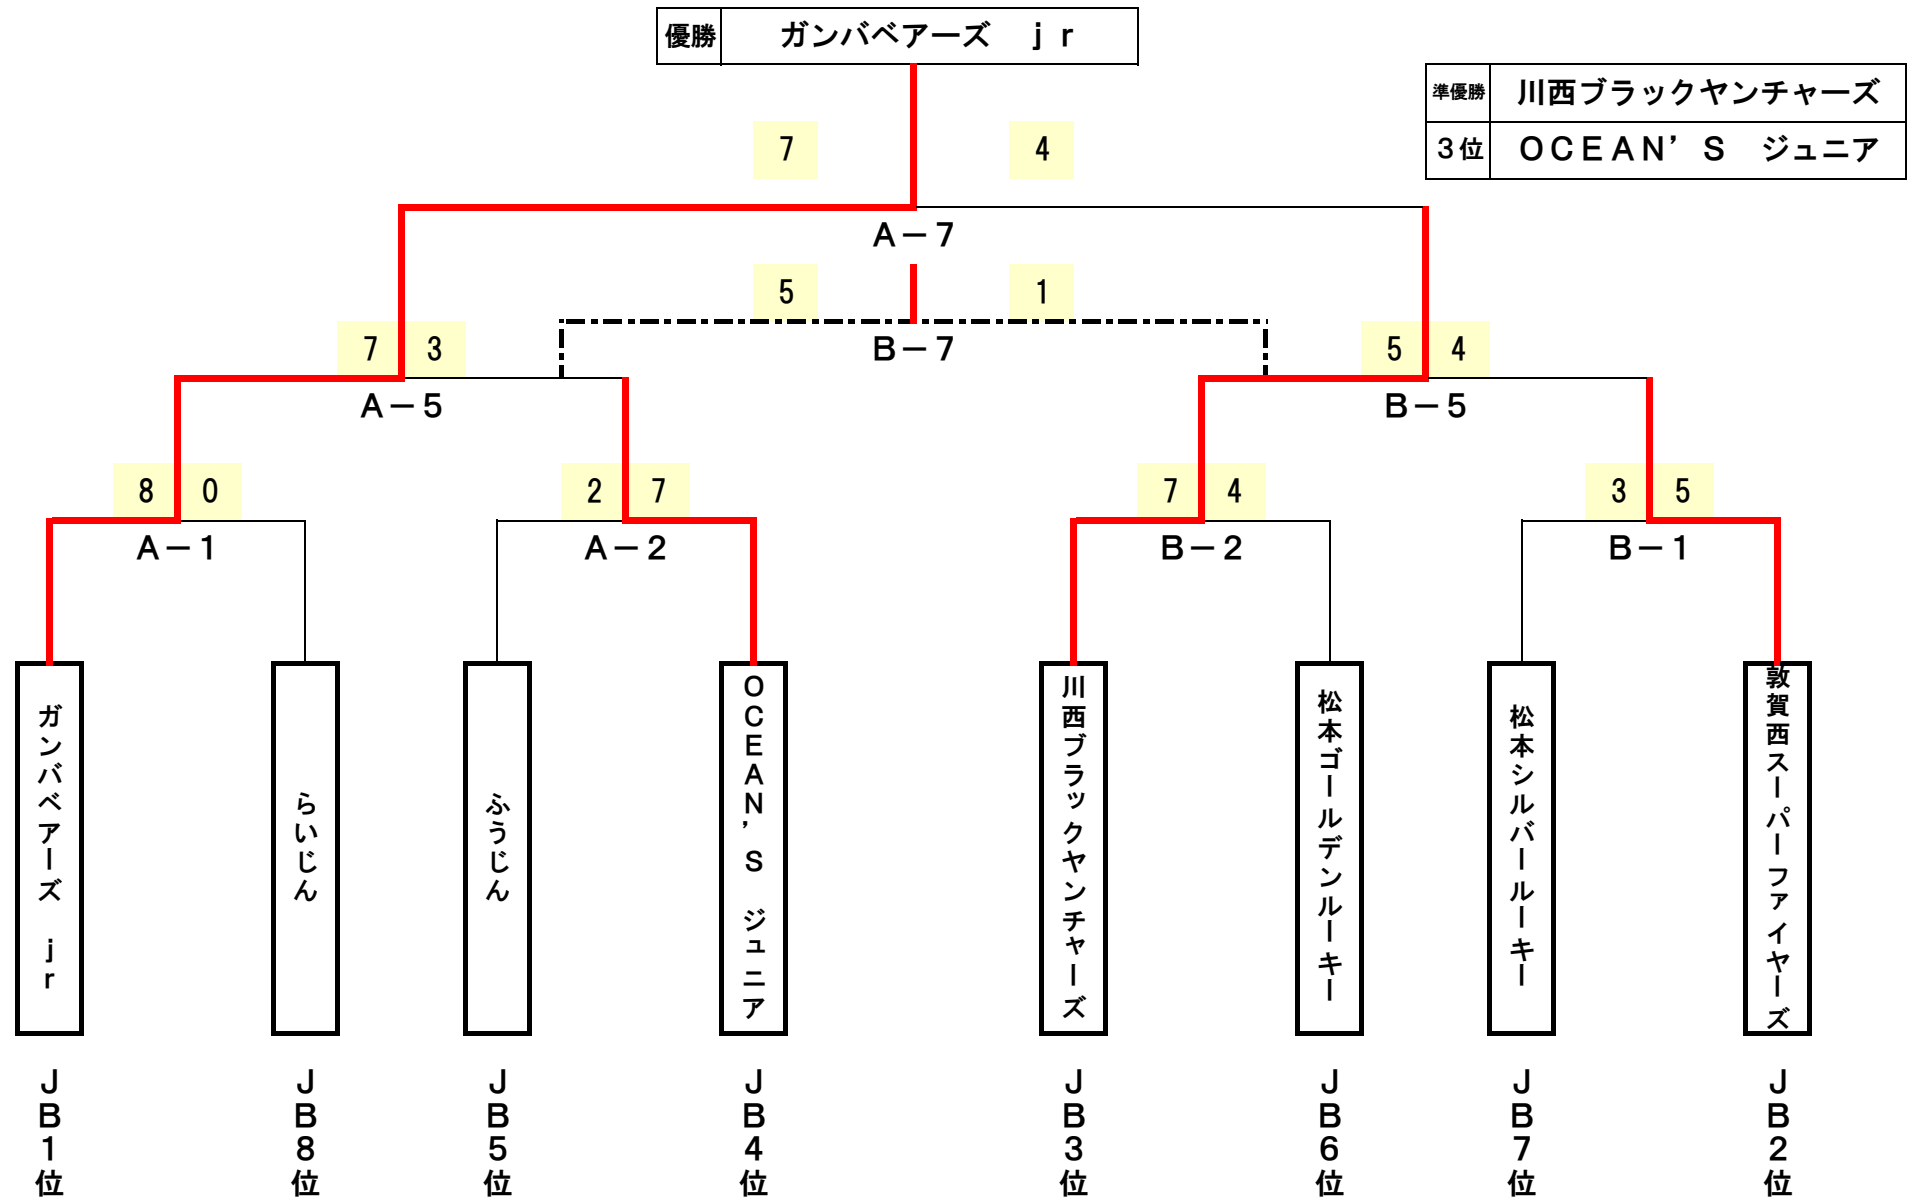 優勝 ガンババベアーズ ｊｒ
準優勝 川西ブラックヤンチャーズ
３位 ＯＣＥＡＮ’Ｓ ジュニア
7 4
Ａ－７
5 1
Ｂ－７
7 3
5 4
Ａ－５
Ｂ－５
8 0
2 7
7 4
3 5
Ａ－１
Ａ－２
Ｂ－２
Ｂ－１
ガンバベアーズ ｊｒ
らいじん
ふうじん
ＯＣＥＡＮ’Ｓ ジュニア
川西ブラックヤンチャーズ
松本ゴールデンルーキー
松本シルバールーキー
敦賀西スーパーファイヤーズ
ＪＢ１位
ＪＢ８位
ＪＢ５位
ＪＢ４位
ＪＢ３位
ＪＢ６位
ＪＢ７位
ＪＢ２位